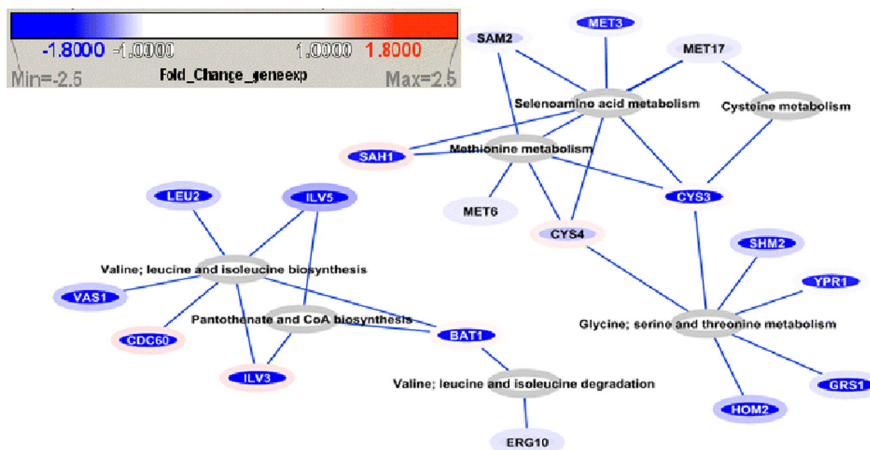 -1.8000 -1.0000 1.0000 1.8000
Min=-2.5 Fold_Change_geneexp Max=2.5
MET3
SAM2
MET17
Selenoamino acid metabolism
Cysteine metabolism
Methionine metabolism
SAH1
LEU2
ILV5
CYS3
MET6
CYS4
SHM2
Valine; leucine and isoleucine biosynthesis
YPR1
VAS1
Pantothenate and CoA biosynthesis
Glycine; serine and threonine metabolism
CDC60
BAT1
ILV3
Valine; leucine and isoleucine degradation
GRS1
HOM2
ERG10